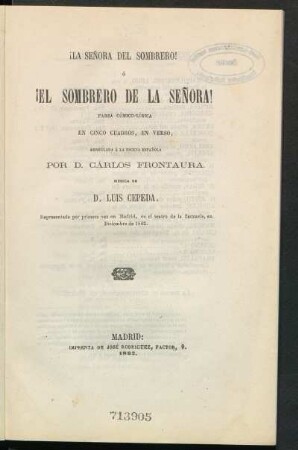 ¡LA SEÑORA DEL SOMBRERO!
Ó
¡EL SOMBRERO DE LA SEÑORA!
FARSA CÓMICO-LÍRICA
EN CINCO CUADROS, EN VERSO,
ARREGLADA Á LA ESCENA ESPAÑOLA
POR D. CÁRLOS FRONTAURA.
MÚSICA DE
D. LUIS CEPEDA.
Representada por primera vez en Madrid, en el teatro de la Zarzuela, en
Diciembre de 1862.
MADRID:
IMPRENTA DE JOSÉ RODRIGUEZ, FACTOR, 9.
1862.
713905